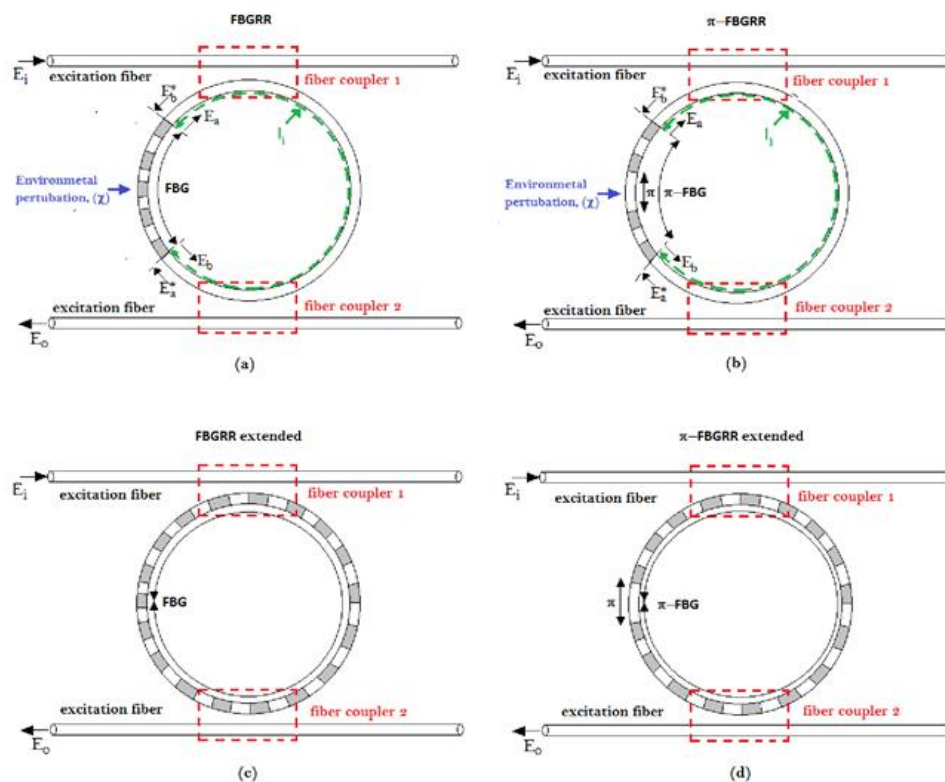 FBGRR
E_i
excitation fiber
fiber coupler 1
E_b*
E_a
l_i
Environmetal
pertubation, (χ)
FBG
E_b
E_a*
excitation fiber
fiber coupler 2
E_o
(a)
π−FBGRR
E_i
excitation fiber
fiber coupler 1
E_b*
E_a
l_i
Environmetal
pertubation, (χ)
π π−FBG
E_b
E_a*
excitation fiber
fiber coupler 2
E_o
(b)
FBGRR extended
E_i
excitation fiber
fiber coupler 1
FBG
excitation fiber
fiber coupler 2
E_o
(c)
π−FBGRR extended
E_i
excitation fiber
fiber coupler 1
π
π−FBG
excitation fiber
fiber coupler 2
E_o
(d)